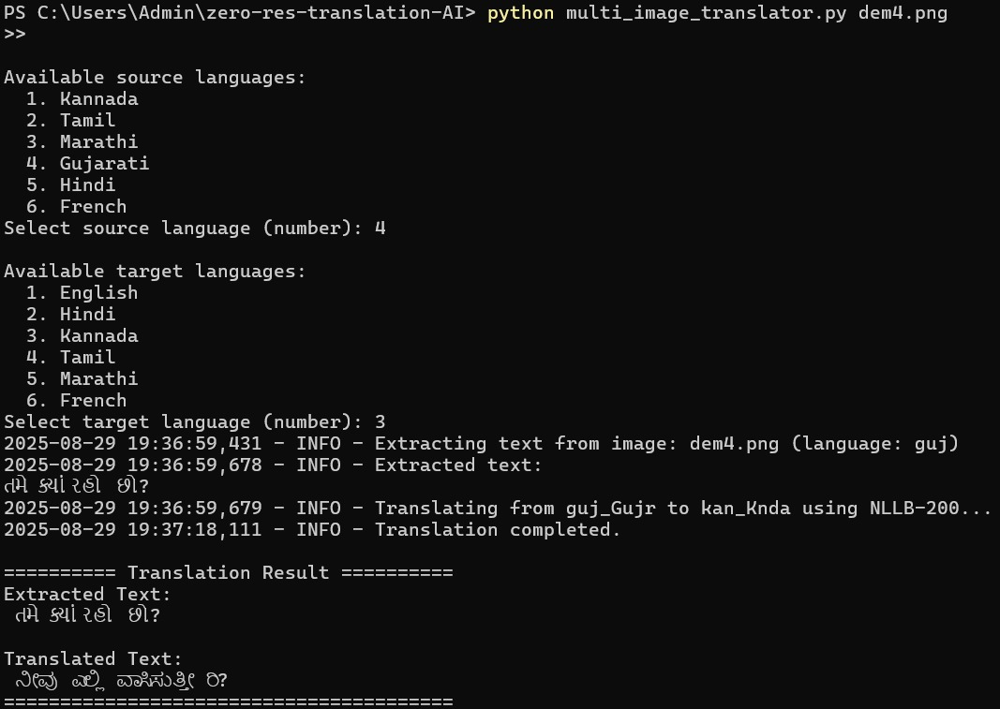 PS C:\Users\Admin\zero-res-translation-AI> python multi_image_translator.py dem4.png
>>
Available source languages:
1. Kannada
2. Tamil
3. Marathi
4. Gujarati
5. Hindi
6. French
Select source language (number): 4
Available target languages:
1. English
2. Hindi
3. Kannada
4. Tamil
5. Marathi
6. French
Select target language (number): 3
2025-08-29 19:36:59,431 - INFO - Extracting text from image: dem4.png (language: guj)
2025-08-29 19:36:59,678 - INFO - Extracted text:
તમે ક્યાં રહો છો?
2025-08-29 19:36:59,679 - INFO - Translating from guj_Gujr to kan_Knda using NLLB-200...
2025-08-29 19:37:18,111 - INFO - Translation completed.
========== Translation Result ==========
Extracted Text:
તમે ક્યાં રહો છો?
Translated Text:
ನೀವು ಎಲ್ಲಿ ವಾಸಿಸುತ್ತೀರಿ?
========================================